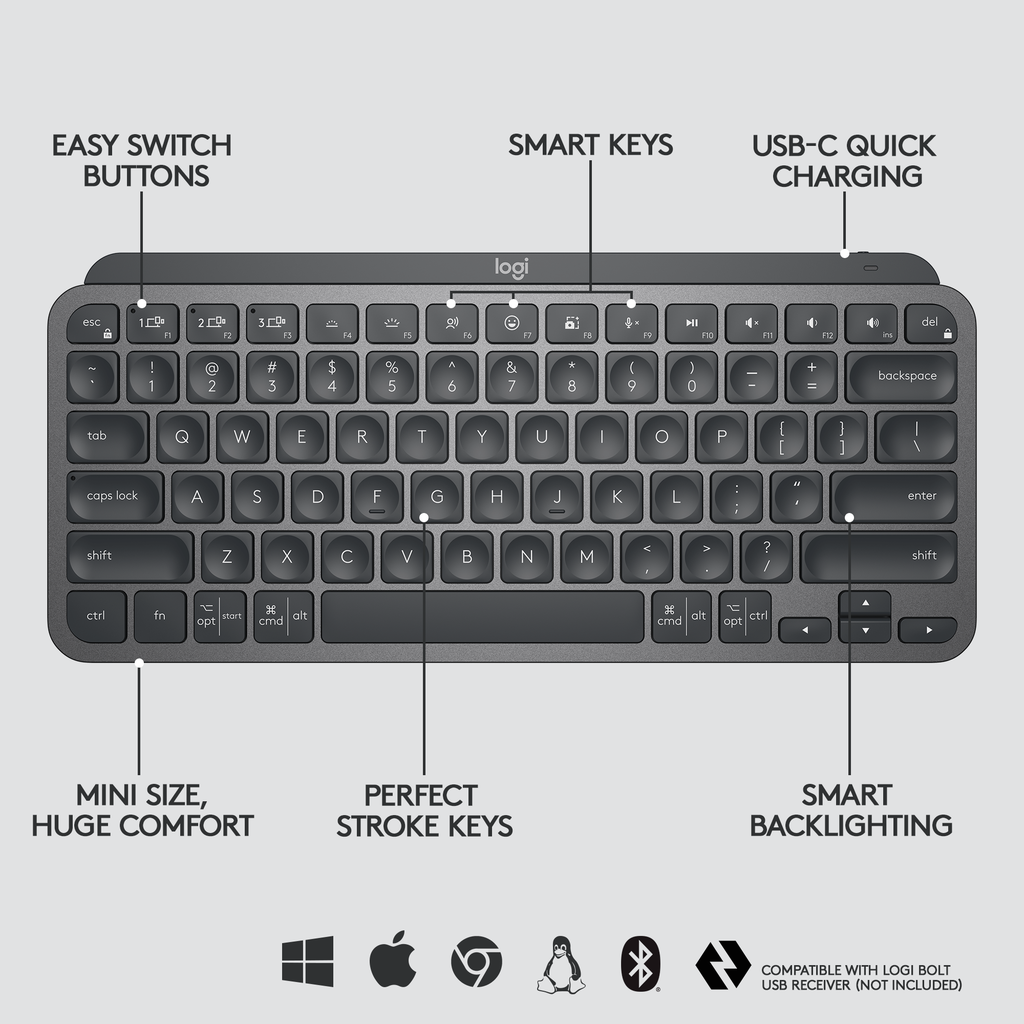 EASY SWITCH
BUTTONS
SMART KEYS
USB-C QUICK
CHARGING
logi
esc 1 F1 2 F2 3 F3 F4 F5 F6 F7 F8 F9 F10 F11 F12 ins del
~ ` ! 1 @ 2 # 3 $ 4 % 5 ^ 6 & 7 * 8 ( 9 ) 0 — - + = backspace
tab Q W E R T Y U I O P { [ } ] | \
caps lock A S D F G H J K L : ; “ ‘ enter
shift Z X C V B N M < , > . ? / shift
ctrl fn ⌥ opt start ⌘ cmd alt ⌘ cmd alt ⌥ opt ctrl ◀ ▲ ▼ ▶
MINI SIZE,
HUGE COMFORT
PERFECT
STROKE KEYS
SMART
BACKLIGHTING
COMPATIBLE WITH LOGI BOLT
USB RECEIVER (NOT INCLUDED)